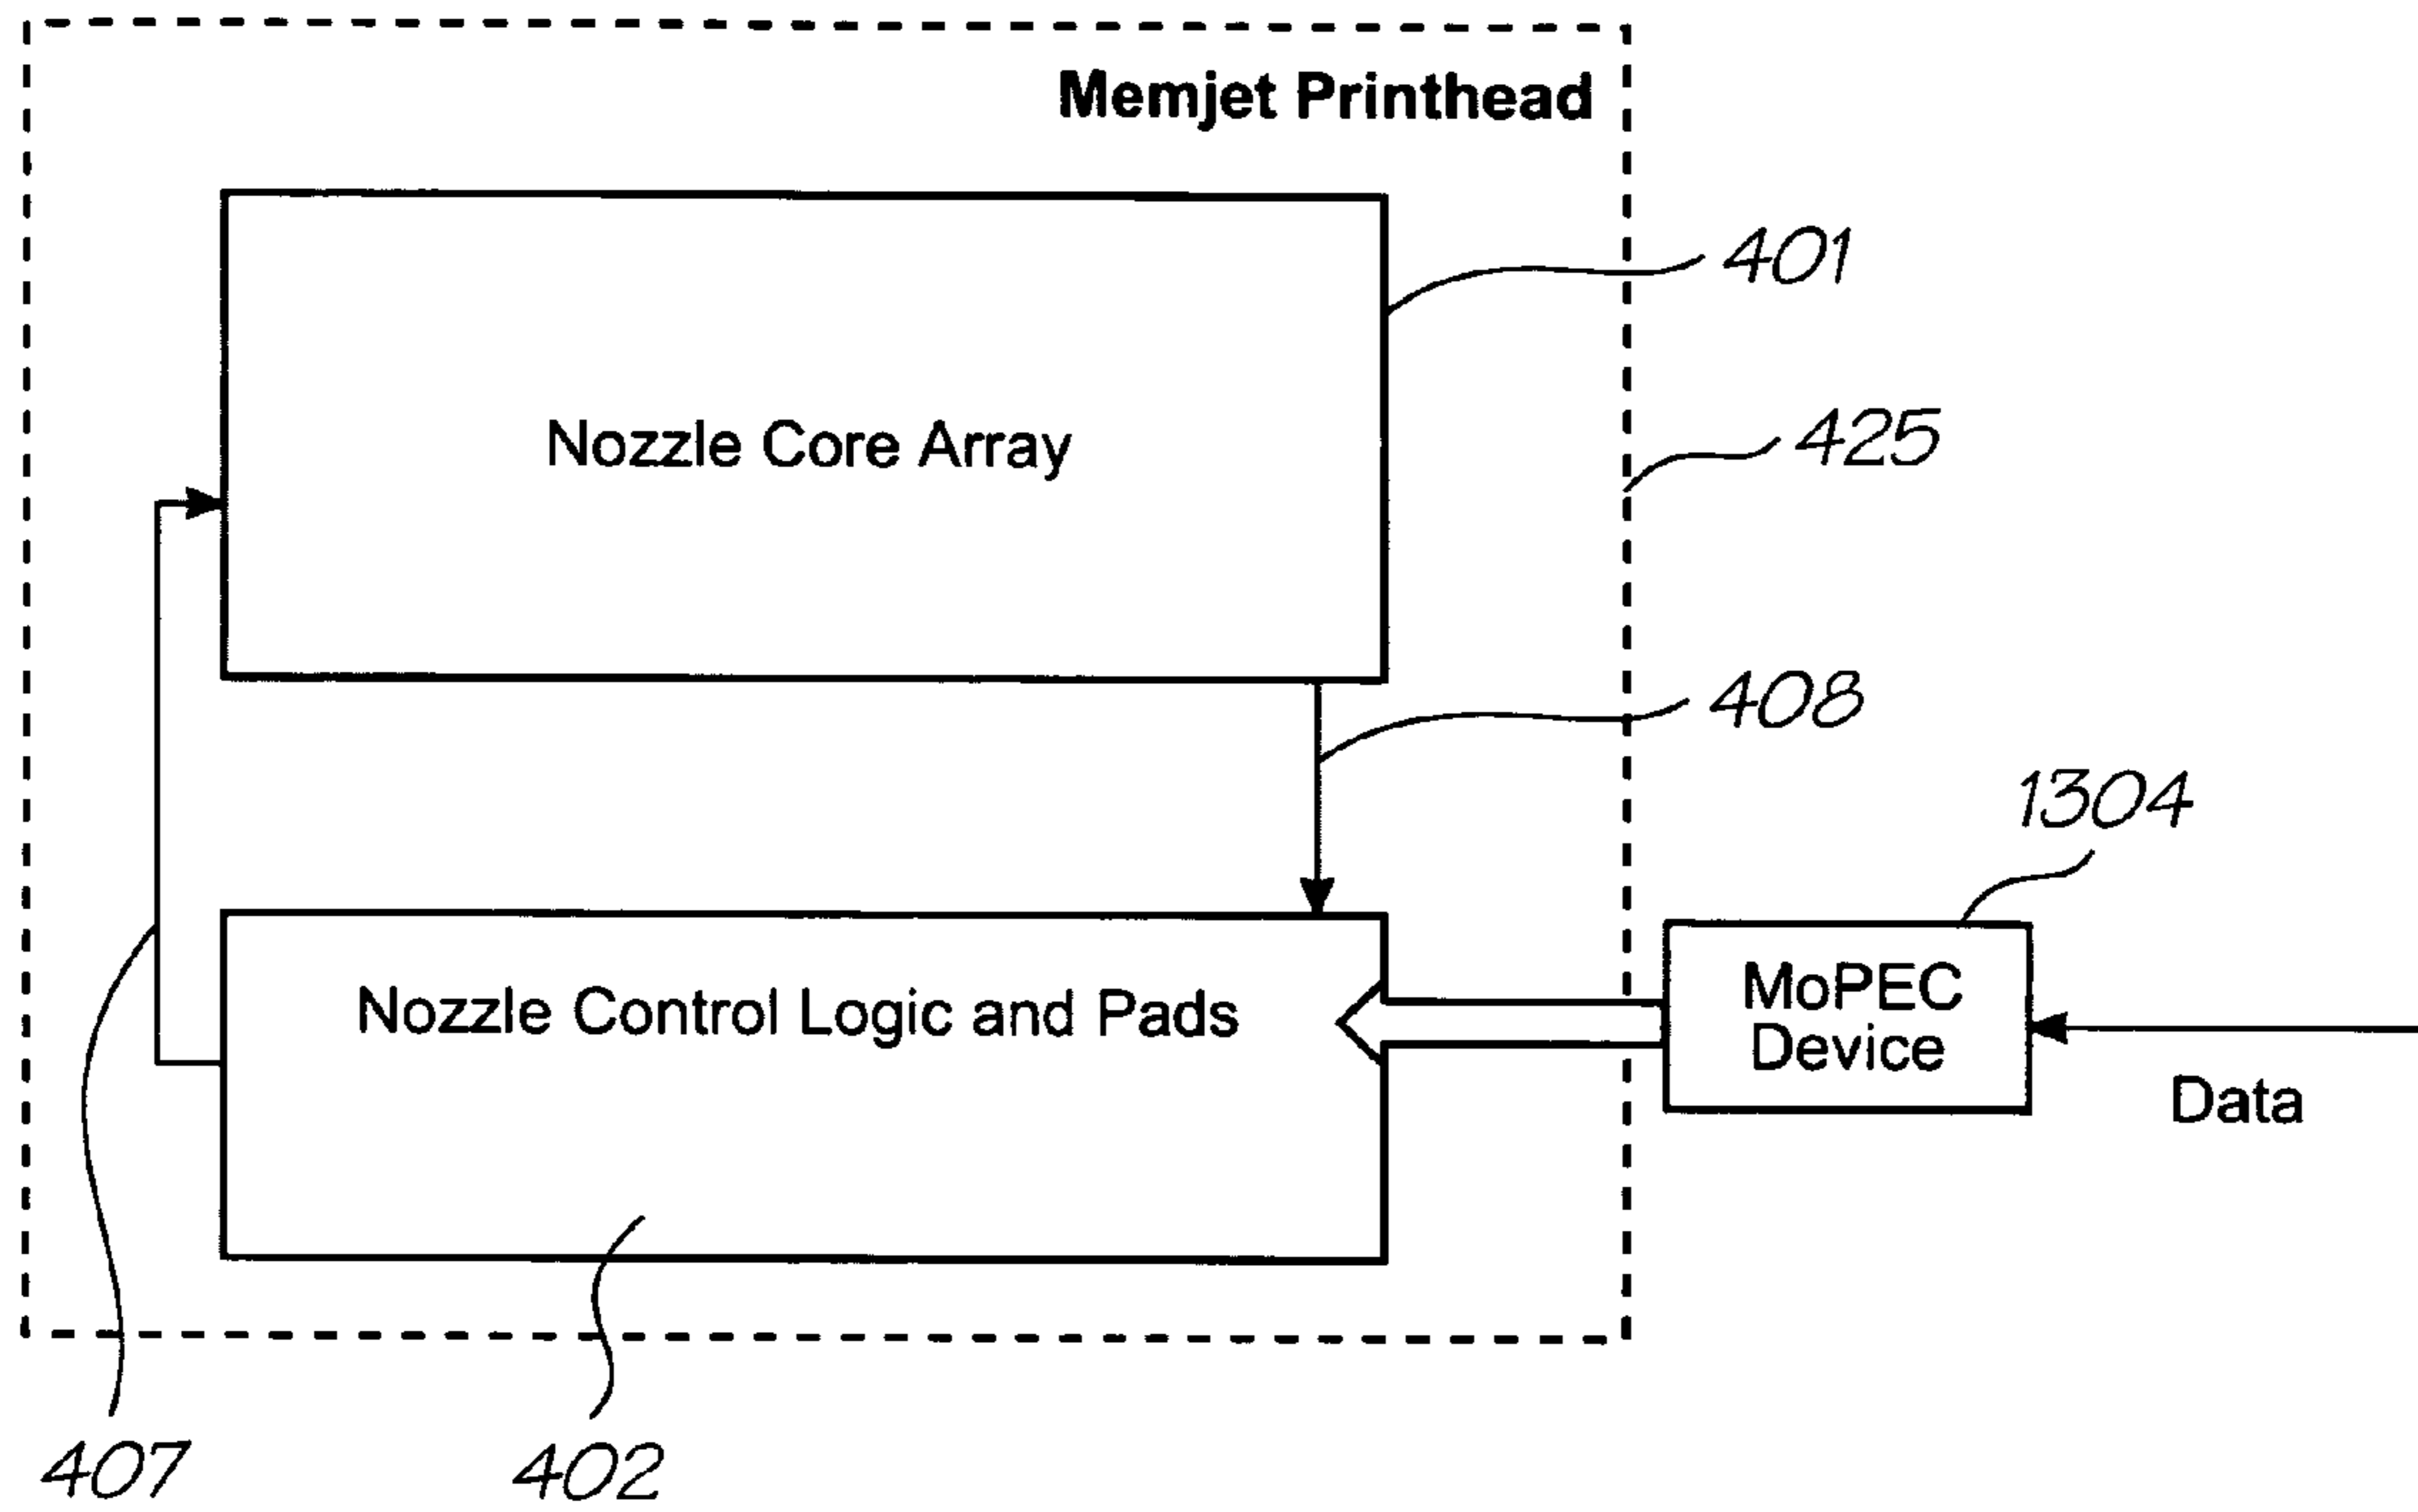 Memjet Printhead
401
Nozzle Core Array
425
408
1304
MoPEC
Device
Nozzle Control Logic and Pads
Data
407
402